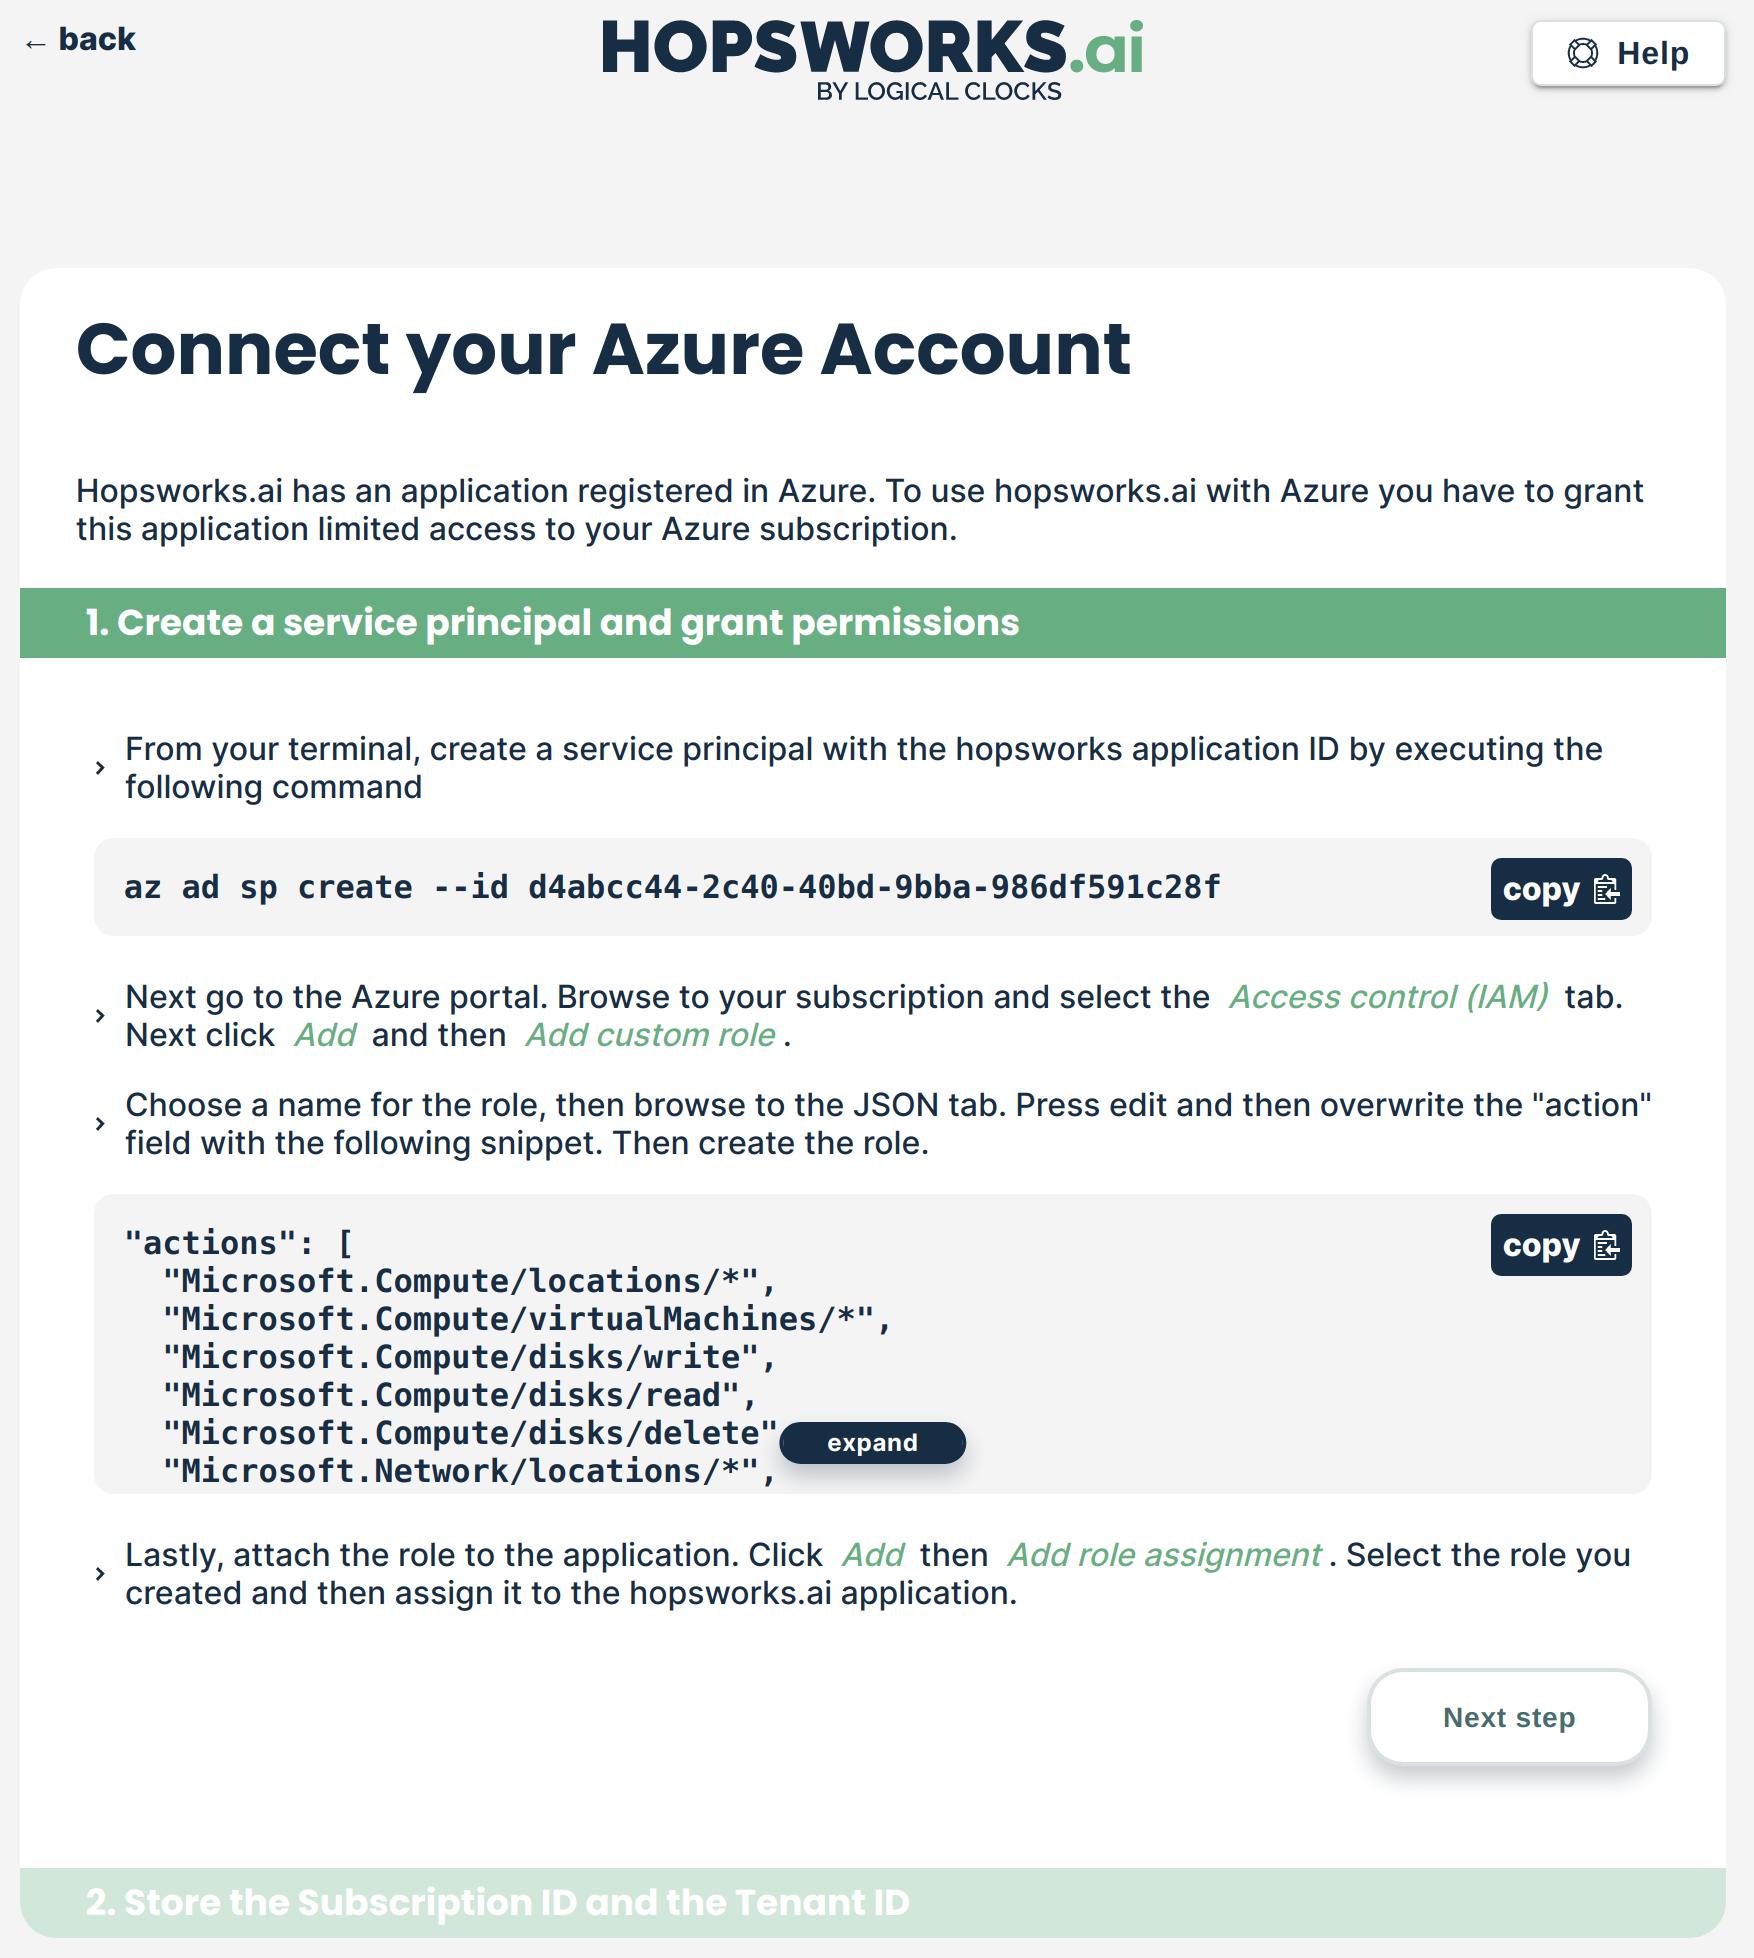 ← back
HOPSWORKS.ai
BY LOGICAL CLOCKS
Help
Connect your Azure Account
Hopsworks.ai has an application registered in Azure. To use hopsworks.ai with Azure you have to grant
this application limited access to your Azure subscription.
1. Create a service principal and grant permissions
› From your terminal, create a service principal with the hopsworks application ID by executing the
following command
az ad sp create --id d4abcc44-2c40-40bd-9bba-986df591c28f
copy
› Next go to the Azure portal. Browse to your subscription and select the Access control (IAM) tab.
Next click Add and then Add custom role .
› Choose a name for the role, then browse to the JSON tab. Press edit and then overwrite the "action"
field with the following snippet. Then create the role.
copy
"actions": [
"Microsoft.Compute/locations/*",
"Microsoft.Compute/virtualMachines/*",
"Microsoft.Compute/disks/write",
"Microsoft.Compute/disks/read",
"Microsoft.Compute/disks/delete"
expand
"Microsoft.Network/locations/*",
› Lastly, attach the role to the application. Click Add then Add role assignment . Select the role you
created and then assign it to the hopsworks.ai application.
Next step
2. Store the Subscription ID and the Tenant ID